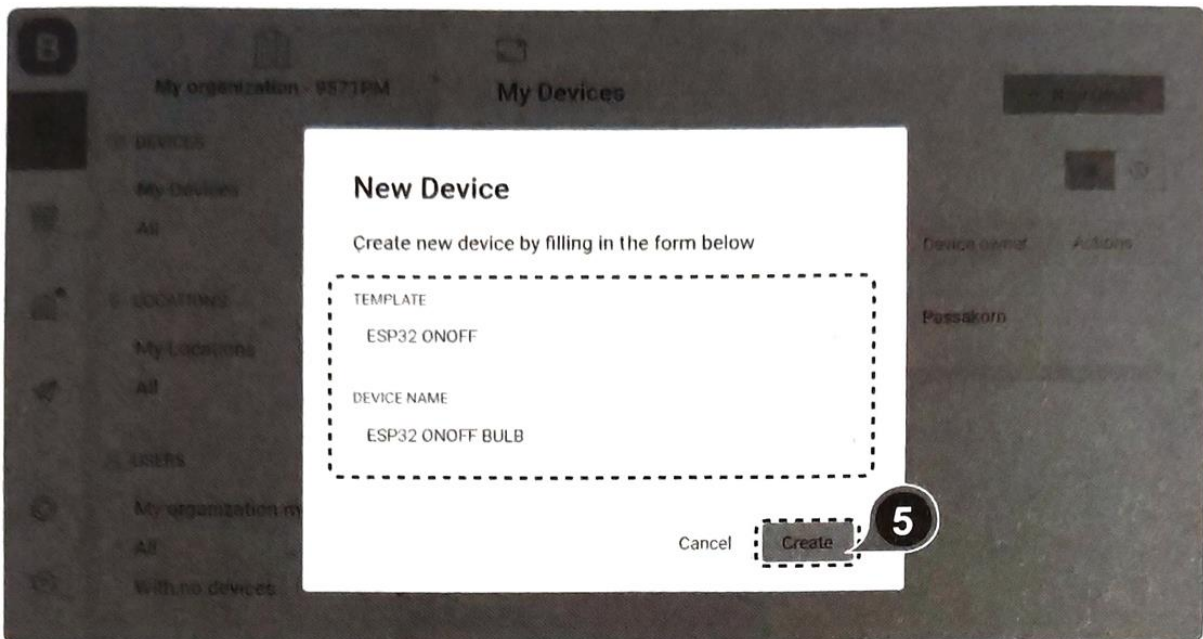 B
My organization - 9571PM
My Devices
DEVICES
My Devices
All
Device owner
Actions
LOCATIONS
Passakorn
My Locations
All
USERS
My organization m
All
With no devices
New Device
Create new device by filling in the form below
TEMPLATE
ESP32 ONOFF
DEVICE NAME
ESP32 ONOFF BULB
Cancel
Create
5